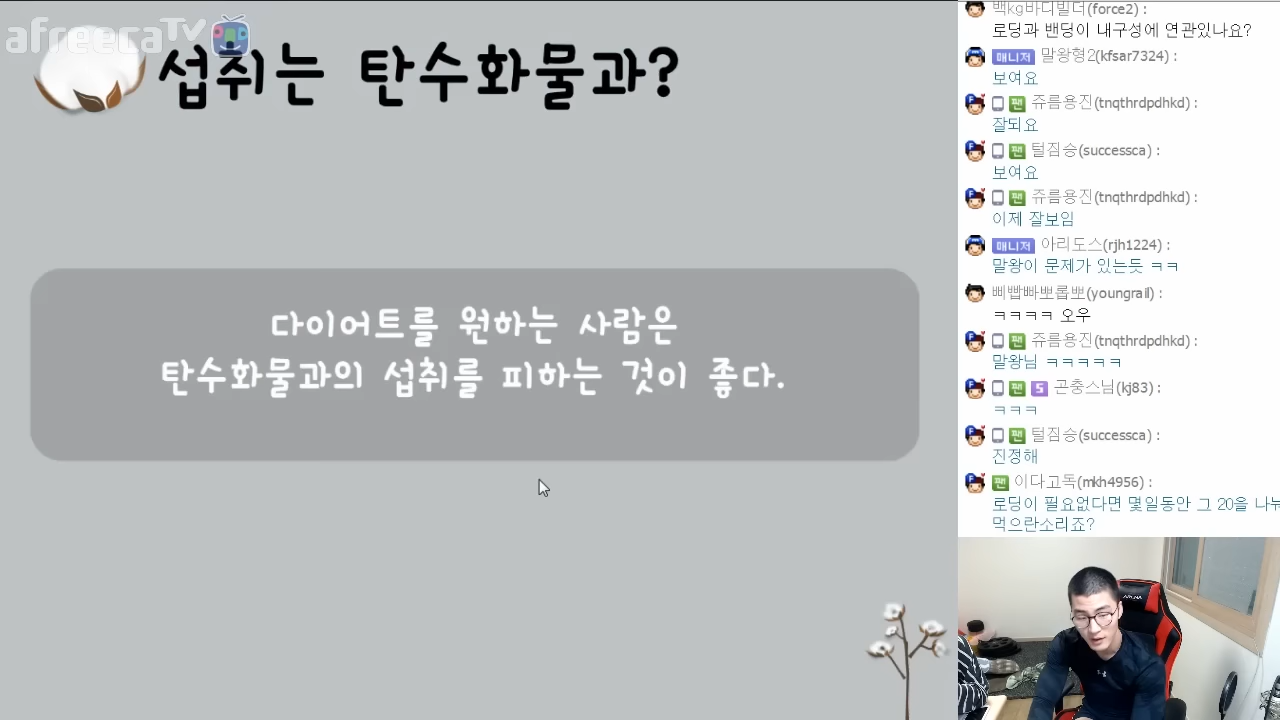 afreecaTV
섭취는 탄수화물과?
다이어트를 원하는 사람은
탄수화물과의 섭취를 피하는 것이 좋다.
백kg바디빌더(force2) :
로딩과 밴딩이 내구성에 연관있나요?
매니저 말왕형2(kfsar7324) :
보여요
팬 쥬름용진(tnqthrdpdhkd) :
잘되요
팬 털짐승(successca) :
보여요
팬 쥬름용진(tnqthrdpdhkd) :
이제 잘보임
매니저 아리도스(rjh1224) :
말왕이 문제가 있는듯 ㅋㅋ
삐빱빠뽀롭뽀(youngrail) :
ㅋㅋㅋㅋ 오우
팬 쥬름용진(tnqthrdpdhkd) :
말왕님 ㅋㅋㅋㅋㅋ
팬 S 곤충스님(kj83) :
ㅋㅋㅋ
팬 털짐승(successca) :
진정해
팬 이다고독(mkh4956) :
로딩이 필요없다면 몇일동안 그 20을 나눠
먹으란소리죠?